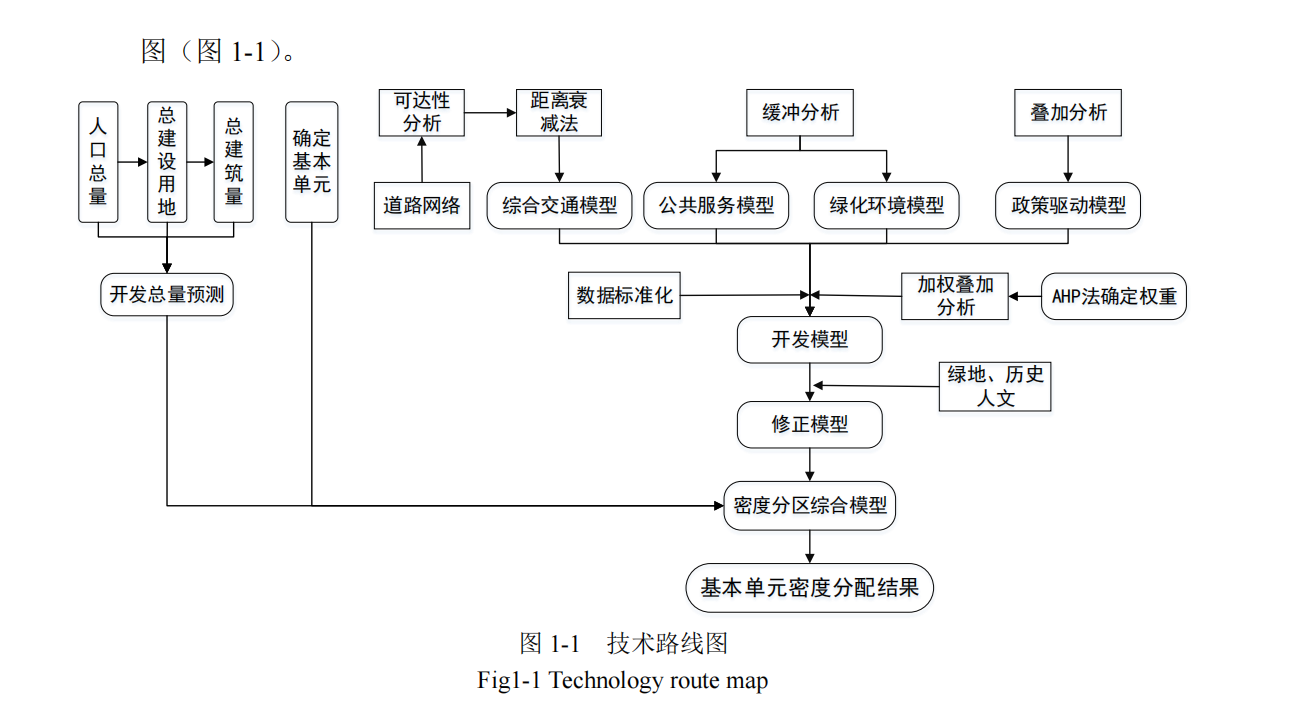 图（图 1-1）。
人口总量
总建设用地
总建筑量
确定
基本
单元
可达性
分析
距离衰
减法
缓冲分析
叠加分析
道路网络
综合交通模型
公共服务模型
绿化环境模型
政策驱动模型
开发总量预测
数据标准化
加权叠加
分析
AHP法确定权重
开发模型
绿地、历史
人文
修正模型
密度分区综合模型
基本单元密度分配结果
图 1-1 技术路线图
Fig1-1 Technology route map